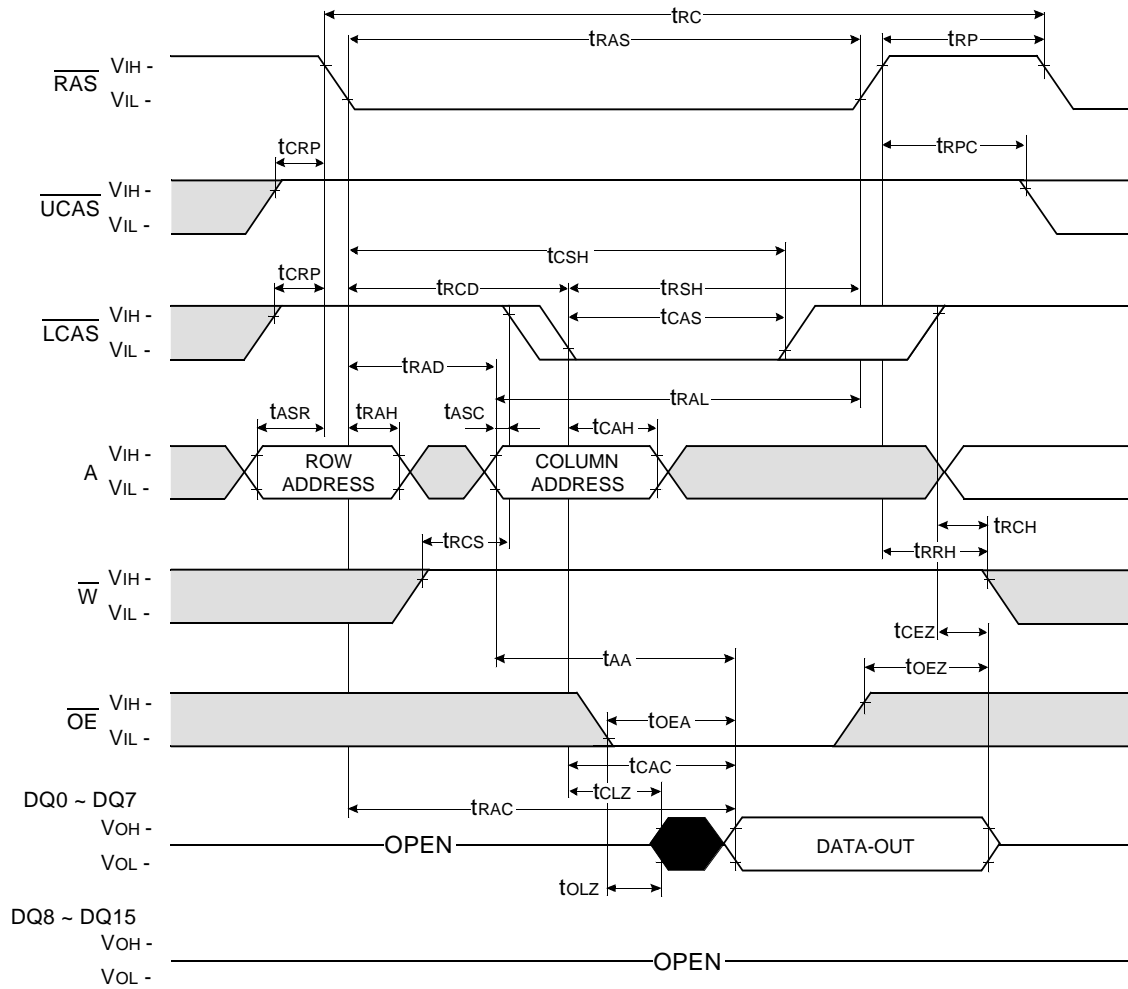 tRC
tRAS
tRP
RAS
VIH -
VIL -
tCRP
tRPC
UCAS
VIH -
VIL -
tCSH
tCRP
tRCD
tRSH
LCAS
VIH -
VIL -
tCAS
tRAD
tRAL
tASR
tRAH
tASC
tCAH
A
VIH -
VIL -
ROW
ADDRESS
COLUMN
ADDRESS
tRCS
tRCH
tRRH
W
VIH -
VIL -
tCEZ
tAA
tOEZ
OE
VIH -
VIL -
tOEA
tCAC
tCLZ
tRAC
DQ0 ~ DQ7
VOH -
VOL -
OPEN
DATA-OUT
tOLZ
DQ8 ~ DQ15
VOH -
VOL -
OPEN